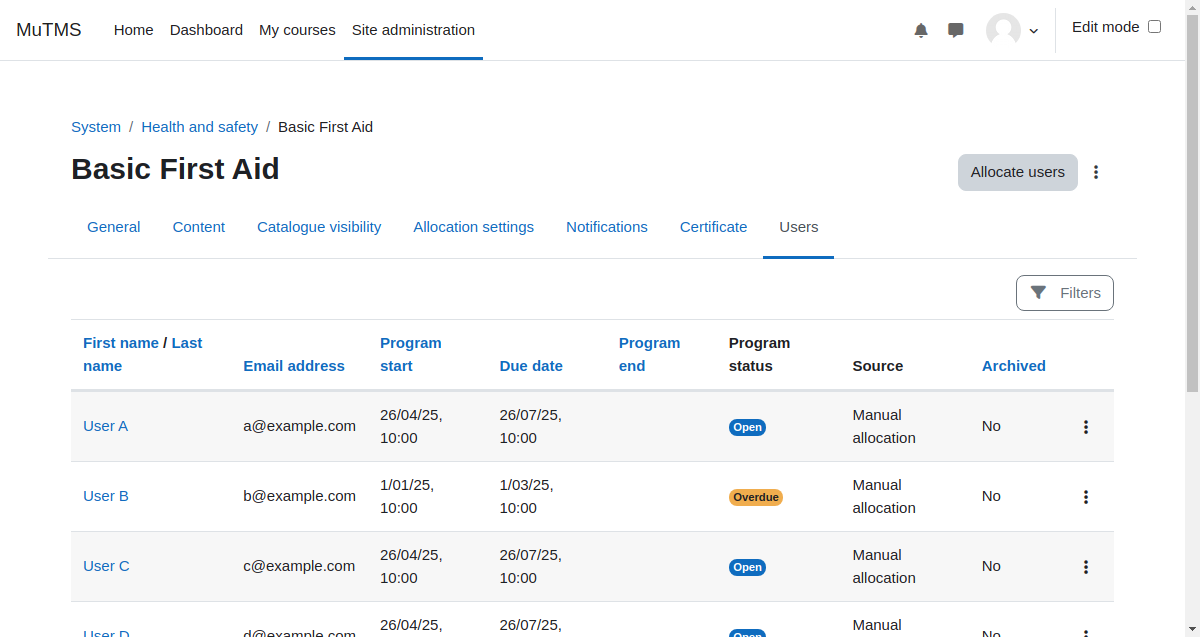 MuTMS Home Dashboard My courses Site administration Edit mode
System / Health and safety / Basic First Aid
Basic First Aid
Allocate users
General Content Catalogue visibility Allocation settings Notifications Certificate Users
Filters
First name / Last name Email address Program start Due date Program end Program status Source Archived
User A a@example.com 26/04/25, 10:00 26/07/25, 10:00 Open Manual allocation No
User B b@example.com 1/01/25, 10:00 1/03/25, 10:00 Overdue Manual allocation No
User C c@example.com 26/04/25, 10:00 26/07/25, 10:00 Open Manual allocation No
User D d@example.com 26/04/25, 26/07/25, Open Manual No